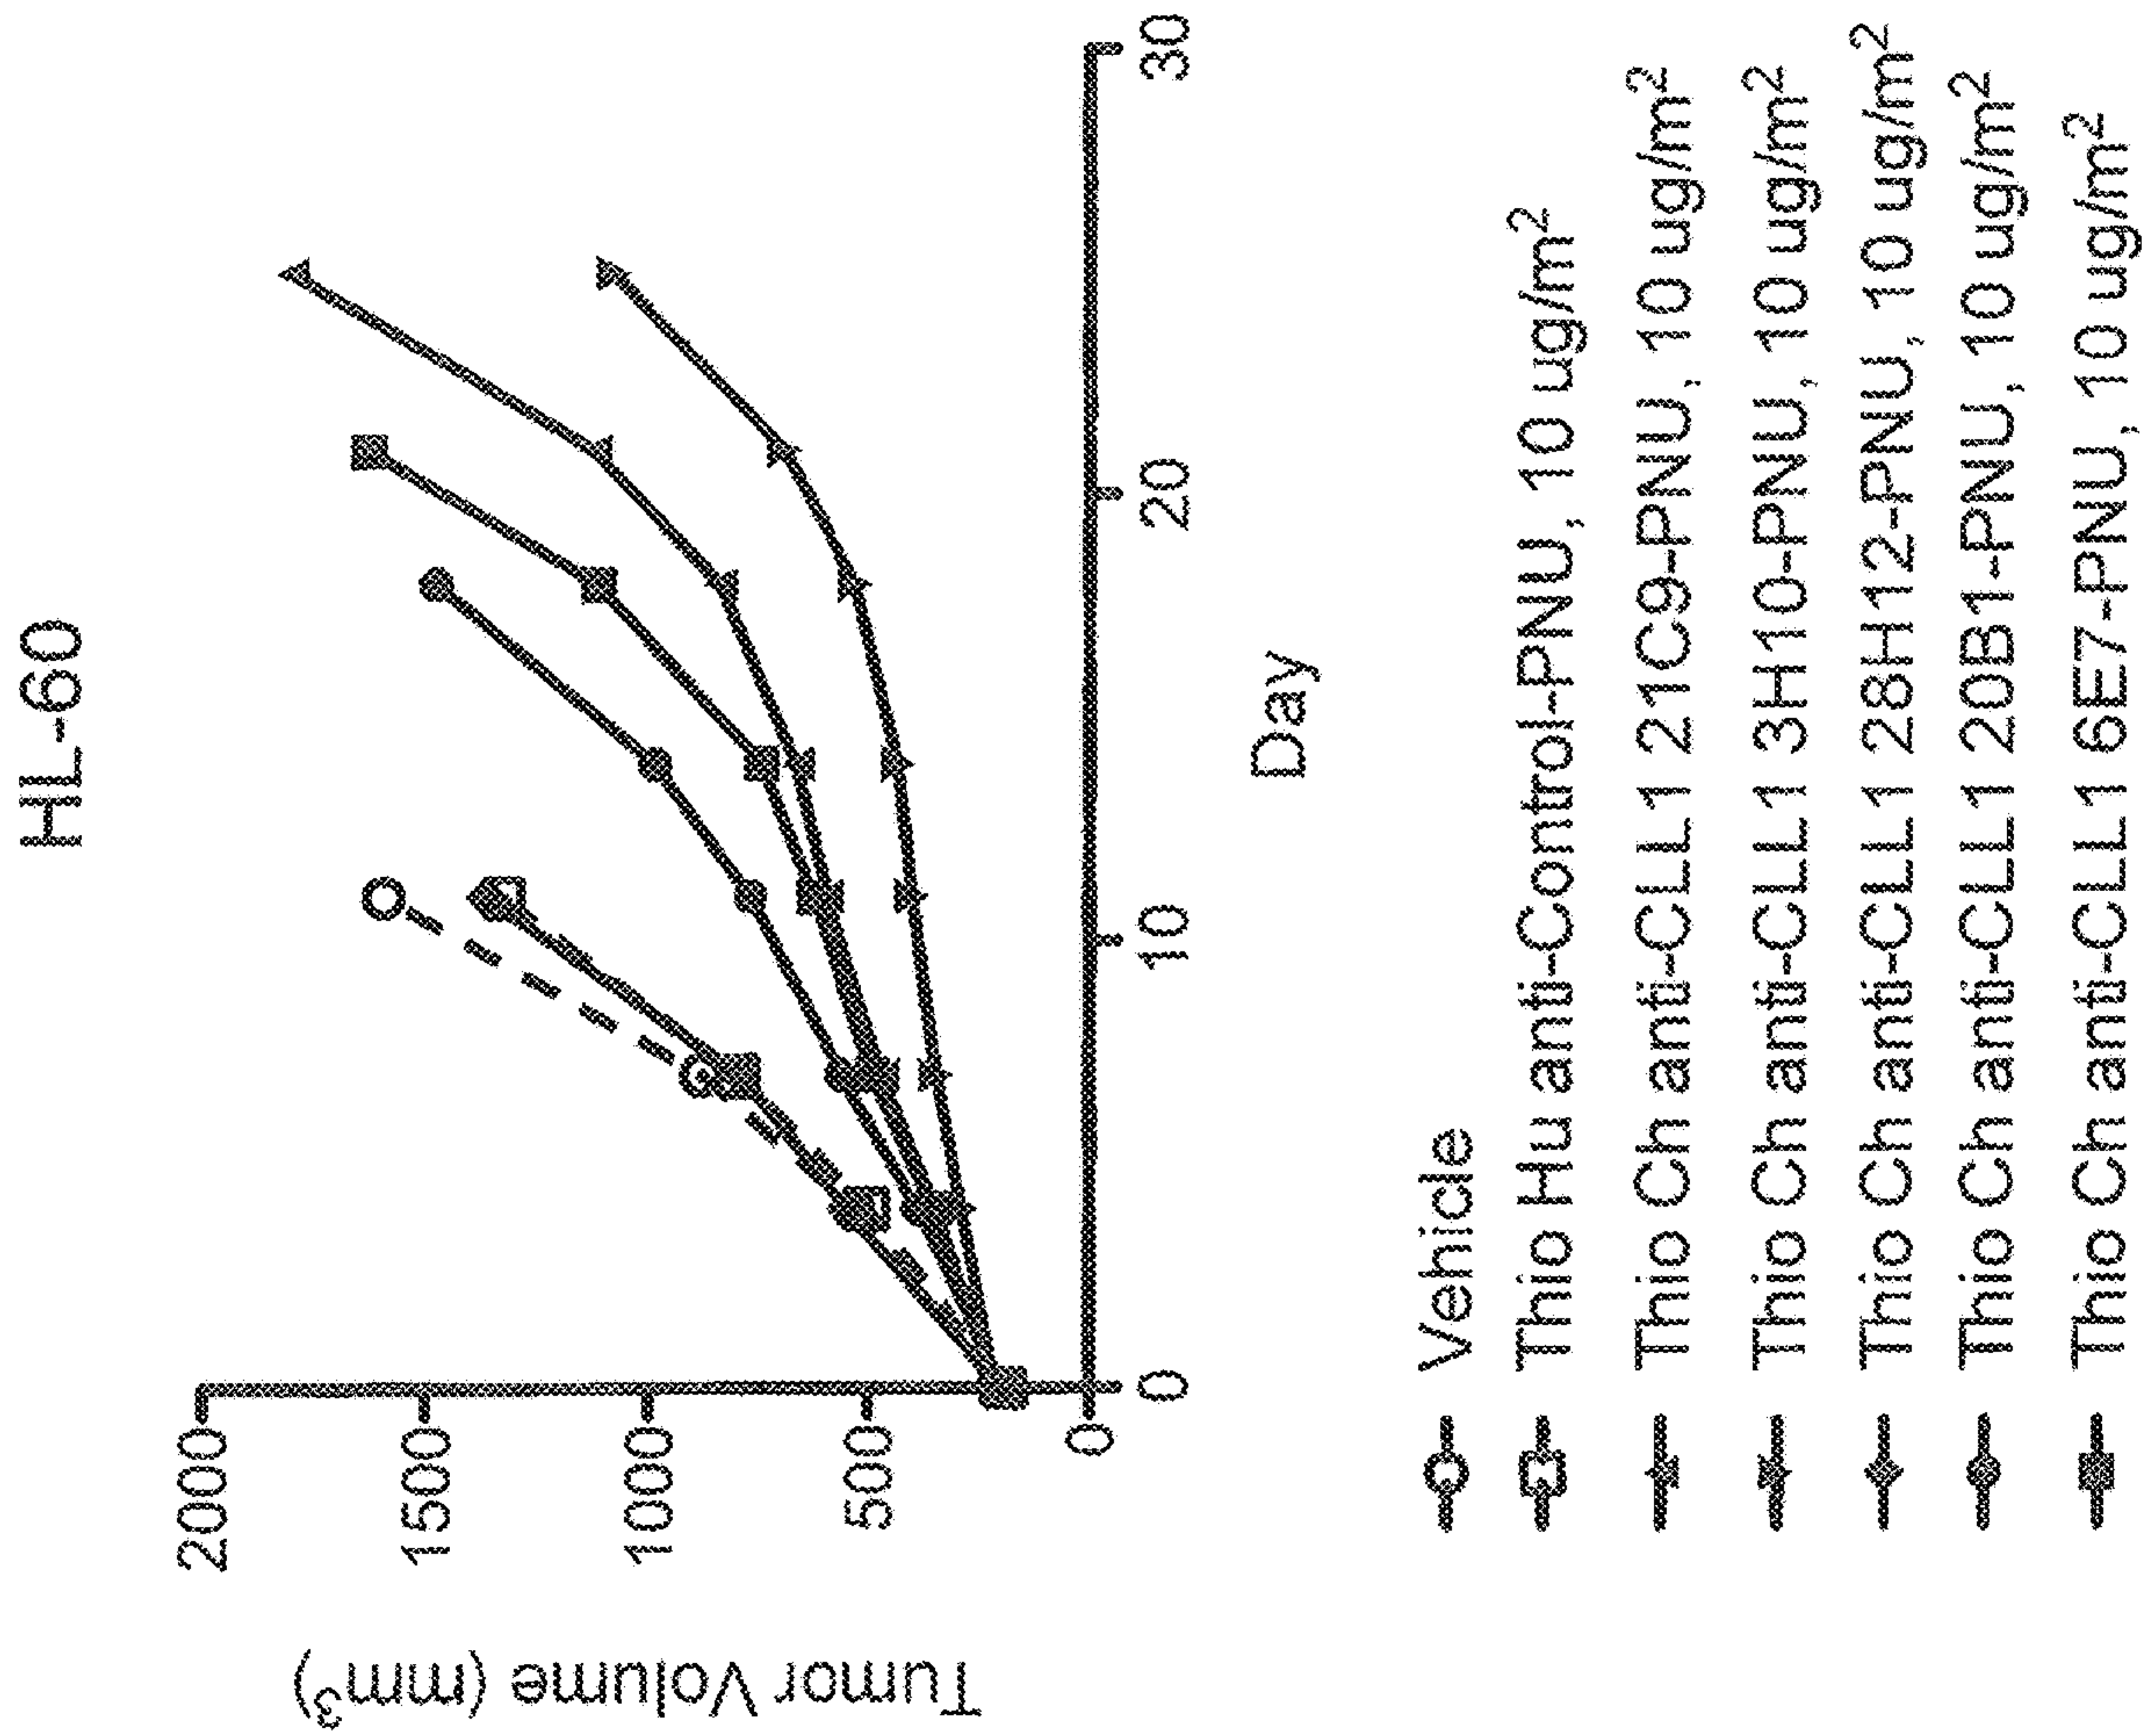 HL-60
Tumor Volume (mm³)
2000
1500
1000
500
0
0
10
20
30
Day
Vehicle
Thio Hu anti-Control-PNU, 10 ug/m²
Thio Ch anti-CLL1 21C9-PNU, 10 ug/m²
Thio Ch anti-CLL1 3H10-PNU, 10 ug/m²
Thio Ch anti-CLL1 28H12-PNU, 10 ug/m²
Thio Ch anti-CLL1 20B1-PNU, 10 ug/m²
Thio Ch anti-CLL1 6E7-PNU, 10 ug/m²